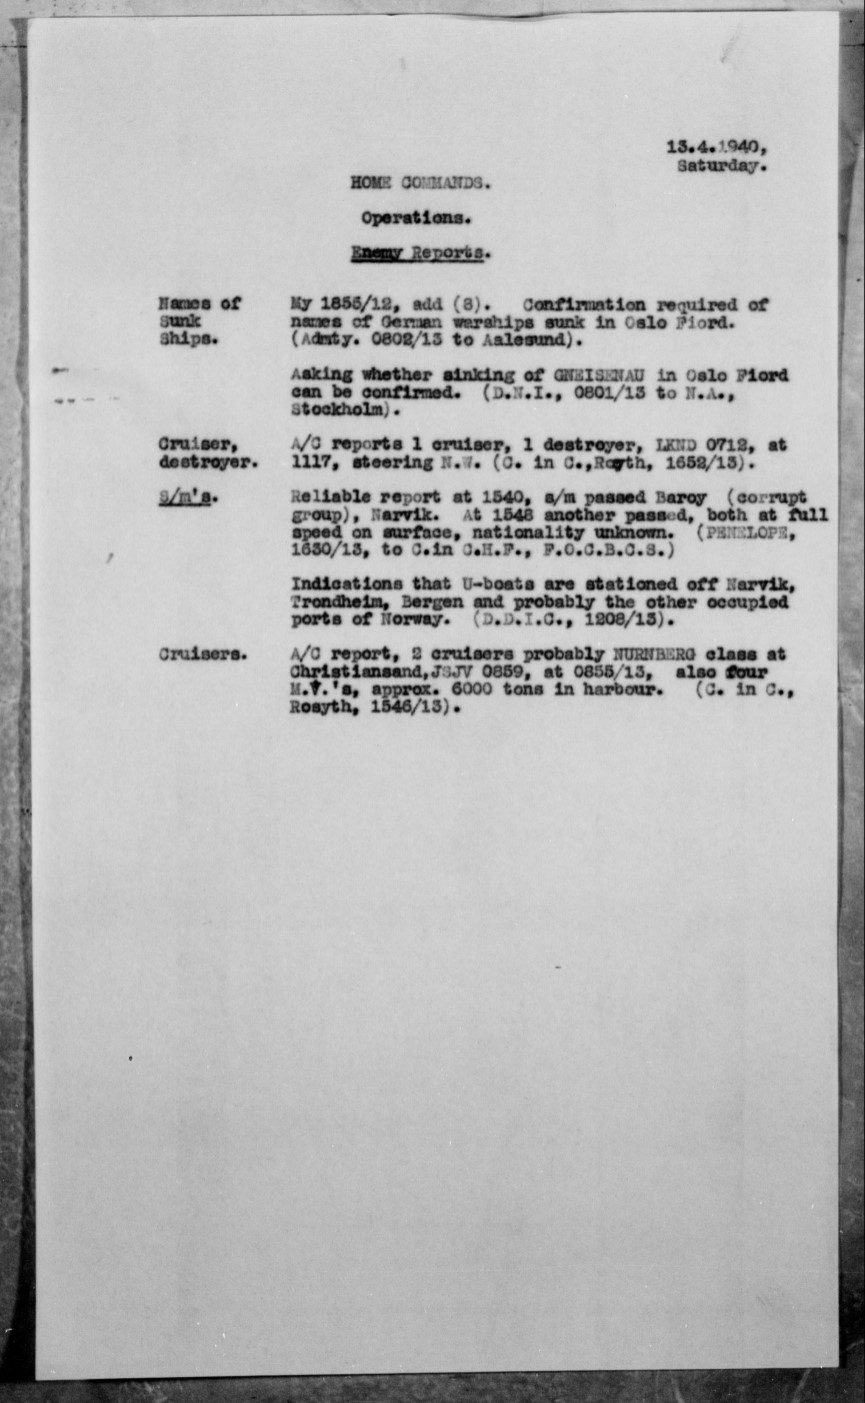 13.4.1940,
Saturday.
HOME COMMANDS.
Operations.
Enemy Reports.
Names of Sunk Ships.
My 1855/12, add (8). Confirmation required of
names of German warships sunk in Oslo Fiord.
(Admty. 0802/13 to Aalesund).
Asking whether sinking of GNEISENAU in Oslo Fiord
can be confirmed. (D.N.I., 0801/13 to N.A.,
Stockholm).
Cruiser, destroyer.
A/C reports 1 cruiser, 1 destroyer, LKND 0712, at
1117, steering N.W. (C. in C.,Rosyth, 1652/13).
S/m's.
Reliable report at 1540, s/m passed Baroy (corrupt
group), Narvik. At 1548 another passed, both at full
speed on surface, nationality unknown. (PENELOPE,
1630/13, to C.in C.H.F., F.O.C.B.C.S.)
Indications that U-boats are stationed off Narvik,
Trondheim, Bergen and probably the other occupied
ports of Norway. (D.D.I.C., 1208/13).
Cruisers.
A/C report, 2 cruisers probably NURNBERG class at
Christiansand,JSJV 0859, at 0855/13, also four
M.V.'s, approx. 6000 tons in harbour. (C. in C.,
Rosyth, 1546/13).